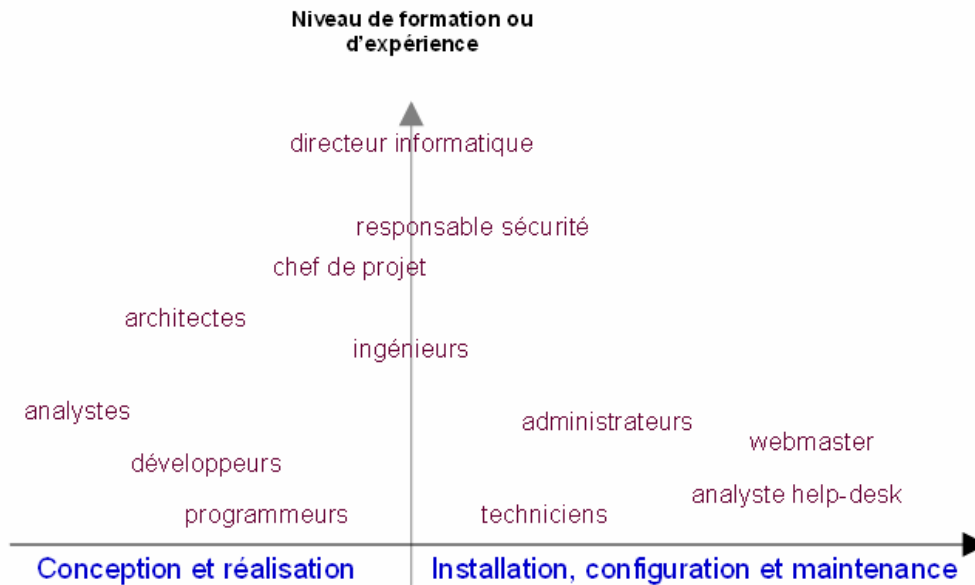 Niveau de formation ou
d'expérience
directeur informatique
responsable sécurité
chef de projet
architectes
ingénieurs
analystes
administrateurs
webmaster
développeurs
analyste help-desk
programmeurs
techniciens
Conception et réalisation
Installation, configuration et maintenance